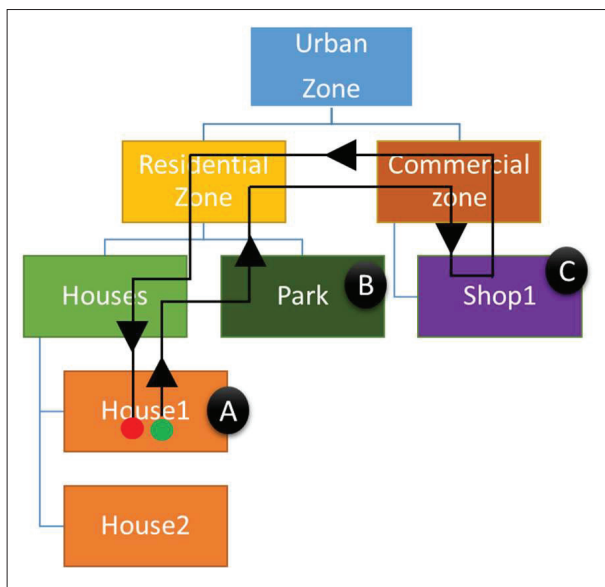 Urban
Zone
Residential
Zone
Commercial
zone
Houses
Park
B
Shop1
C
House1
A
House2